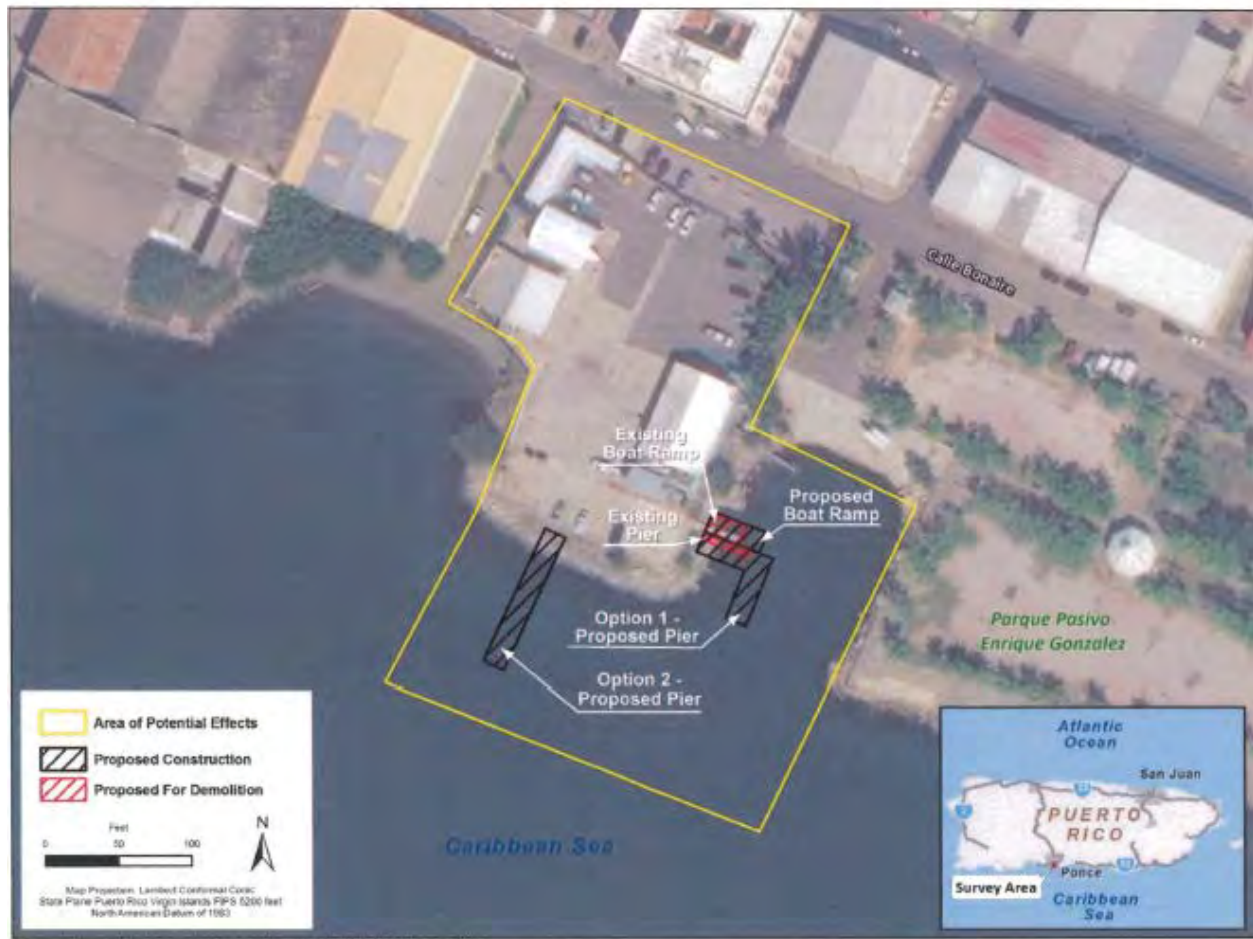 Calle Bonaire
Existing
Boat Ramp
Proposed
Boat Ramp
Existing
Pier
Option 1 -
Proposed Pier
Option 2 -
Proposed Pier
Parque Pasivo
Enrique Gonzalez
Caribbean Sea
Area of Potential Effects
Proposed Construction
Proposed For Demolition
Feet
0 50 100
N
Map Projection: Lambert Conformal Conic
State Plane Puerto Rico Virgin Islands FIPS 5200 feet
North American Datum of 1983
Atlantic
Ocean
San Juan
22
2
PUERTO
RICO
52
Ponce
Survey Area
Caribbean
Sea